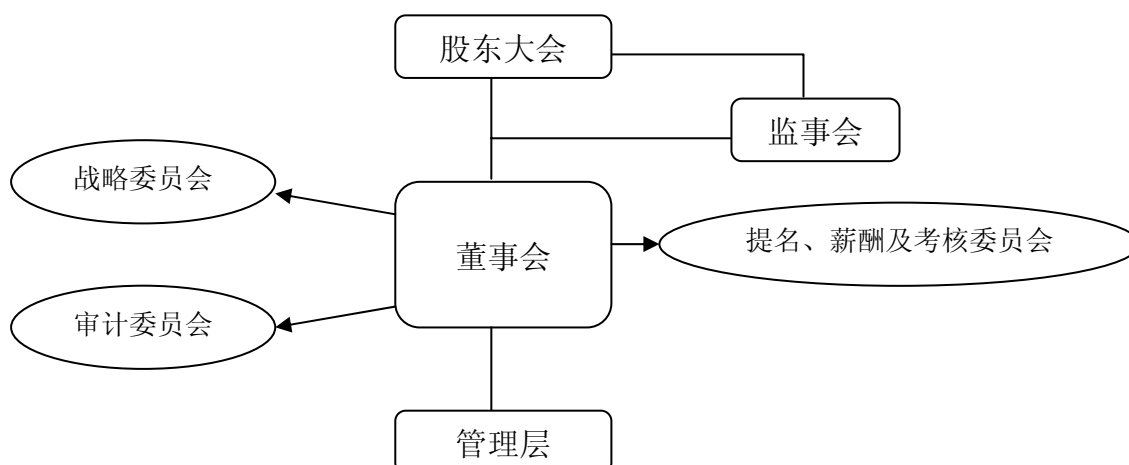 股东大会
监事会
战略委员会
董事会
提名、薪酬及考核委员会
审计委员会
管理层